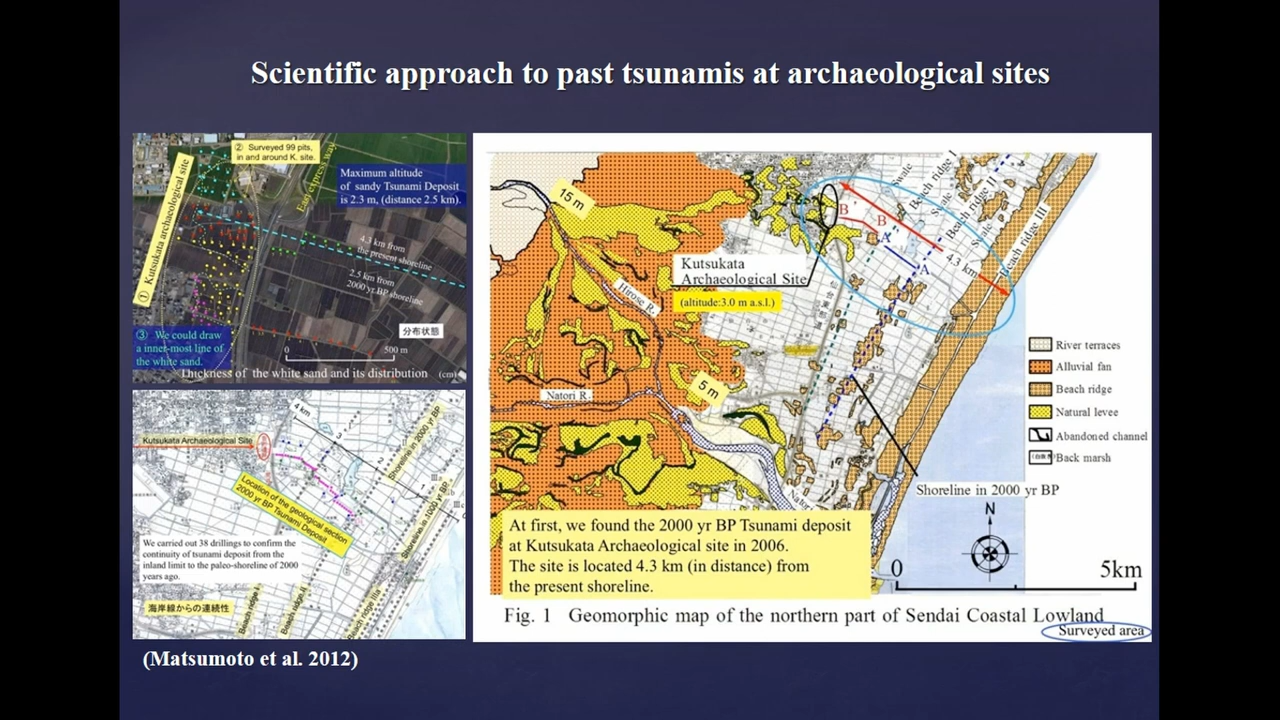 Scientific approach to past tsunamis at archaeological sites
① Kutsukata archaeological site
② Surveyed 99 pits,
in and around K. site.
East express way
Maximum altitude
of sandy Tsunami Deposit
is 2.3 m, (distance 2.5 km).
4.3 km from
the present shoreline
2.5 km from
2000 yr.BP shoreline
③ We could draw
a inner-most line of
the white sand.
分布状態
0 500 m
Thickness of the white sand and its distribution (cm)
4 km
3
2
Kutsukata Archaeological Site
Location of the geological section
2000 yr BP Tsunami Deposit
Shoreline in 2000 yr BP
Shoreline in 1000 yr BP
We carried out 38 drillings to confirm the
continuity of tsunami deposit from the
inland limit to the paleo-shoreline of 2000
years ago.
海岸線からの連続性
Beach ridge I
Beach ridge II
Beach ridge IIIa
(Matsumoto et al. 2012)
15 m
Hirose R.
Natori R.
5 m
Kutsukata
Archaeological Site
(altitude:3.0 m a.s.l.)
B'
B
A'
A
4.3 km
Swale
Beach ridge I
Swale
Beach ridge II
Swale
Beach ridge III
River terraces
Alluvial fan
Beach ridge
Natural levee
Abandoned channel
Back marsh
Shoreline in 2000 yr BP
N
0 5km
At first, we found the 2000 yr BP Tsunami deposit
at Kutsukata Archaeological site in 2006.
The site is located 4.3 km (in distance) from
the present shoreline.
Fig. 1 Geomorphic map of the northern part of Sendai Coastal Lowland
Surveyed area